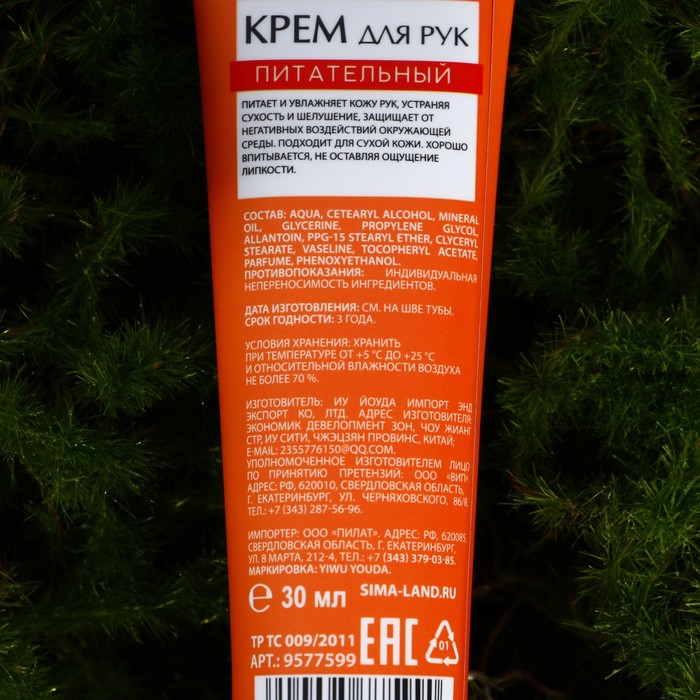 КРЕМ ДЛЯ РУК
ПИТАТЕЛЬНЫЙ
ПИТАЕТ И УВЛАЖНЯЕТ КОЖУ РУК, УСТРАНЯЯ
СУХОСТЬ И ШЕЛУШЕНИЕ, ЗАЩИЩАЕТ ОТ
НЕГАТИВНЫХ ВОЗДЕЙСТВИЙ ОКРУЖАЮЩЕЙ
СРЕДЫ. ПОДХОДИТ ДЛЯ СУХОЙ КОЖИ. ХОРОШО
ВПИТЫВАЕТСЯ, НЕ ОСТАВЛЯЯ ОЩУЩЕНИЕ
ЛИПКОСТИ.
СОСТАВ: AQUA, CETEARYL ALCOHOL, MINERAL
OIL, GLYCERINE, PROPYLENE GLYCOL,
ALLANTOIN, PPG-15 STEARYL ETHER, GLYCERYL
STEARATE, VASELINE, TOCOPHERYL ACETATE,
PARFUME, PHENOXYETHANOL.
ПРОТИВОПОКАЗАНИЯ: ИНДИВИДУАЛЬНАЯ
НЕПЕРЕНОСИМОСТЬ ИНГРЕДИЕНТОВ.
ДАТА ИЗГОТОВЛЕНИЯ: СМ. НА ШВЕ ТУБЫ.
СРОК ГОДНОСТИ: 3 ГОДА.
УСЛОВИЯ ХРАНЕНИЯ: ХРАНИТЬ
ПРИ ТЕМПЕРАТУРЕ ОТ +5 °C ДО +25 °C
И ОТНОСИТЕЛЬНОЙ ВЛАЖНОСТИ ВОЗДУХА
НЕ БОЛЕЕ 70 %.
ИЗГОТОВИТЕЛЬ: ИУ ЙОУДА ИМПОРТ ЭНД
ЭКСПОРТ КО, ЛТД. АДРЕС ИЗГОТОВИТЕЛЯ:
ЭКОНОМИК ДЕВЕЛОПМЕНТ ЗОН, ЧОУ ЖИАНГ
СТР, ИУ СИТИ, ЧЖЭЦЗЯН ПРОВИНС, КИТАЙ;
E-MAIL: 2355776150@QQ.COM.
УПОЛНОМОЧЕННОЕ ИЗГОТОВИТЕЛЕМ ЛИЦО
ПО ПРИНЯТИЮ ПРЕТЕНЗИЙ: ООО «ВИП».
АДРЕС: РФ, 620010, СВЕРДЛОВСКАЯ ОБЛАСТЬ,
Г. ЕКАТЕРИНБУРГ, УЛ. ЧЕРНЯХОВСКОГО, 86/8.
ТЕЛ.: +7 (343) 287-56-96.
ИМПОРТЕР: ООО «ПИЛАТ». АДРЕС: РФ, 620085,
СВЕРДЛОВСКАЯ ОБЛАСТЬ, Г. ЕКАТЕРИНБУРГ,
УЛ. 8 МАРТА, 212-4, ТЕЛ.: +7 (343) 379-03-85.
МАРКИРОВКА: YIWU YOUDA.
℮ 30 МЛ SIMA-LAND.RU
ТР ТС 009/2011 EAC 01
АРТ.: 9577599